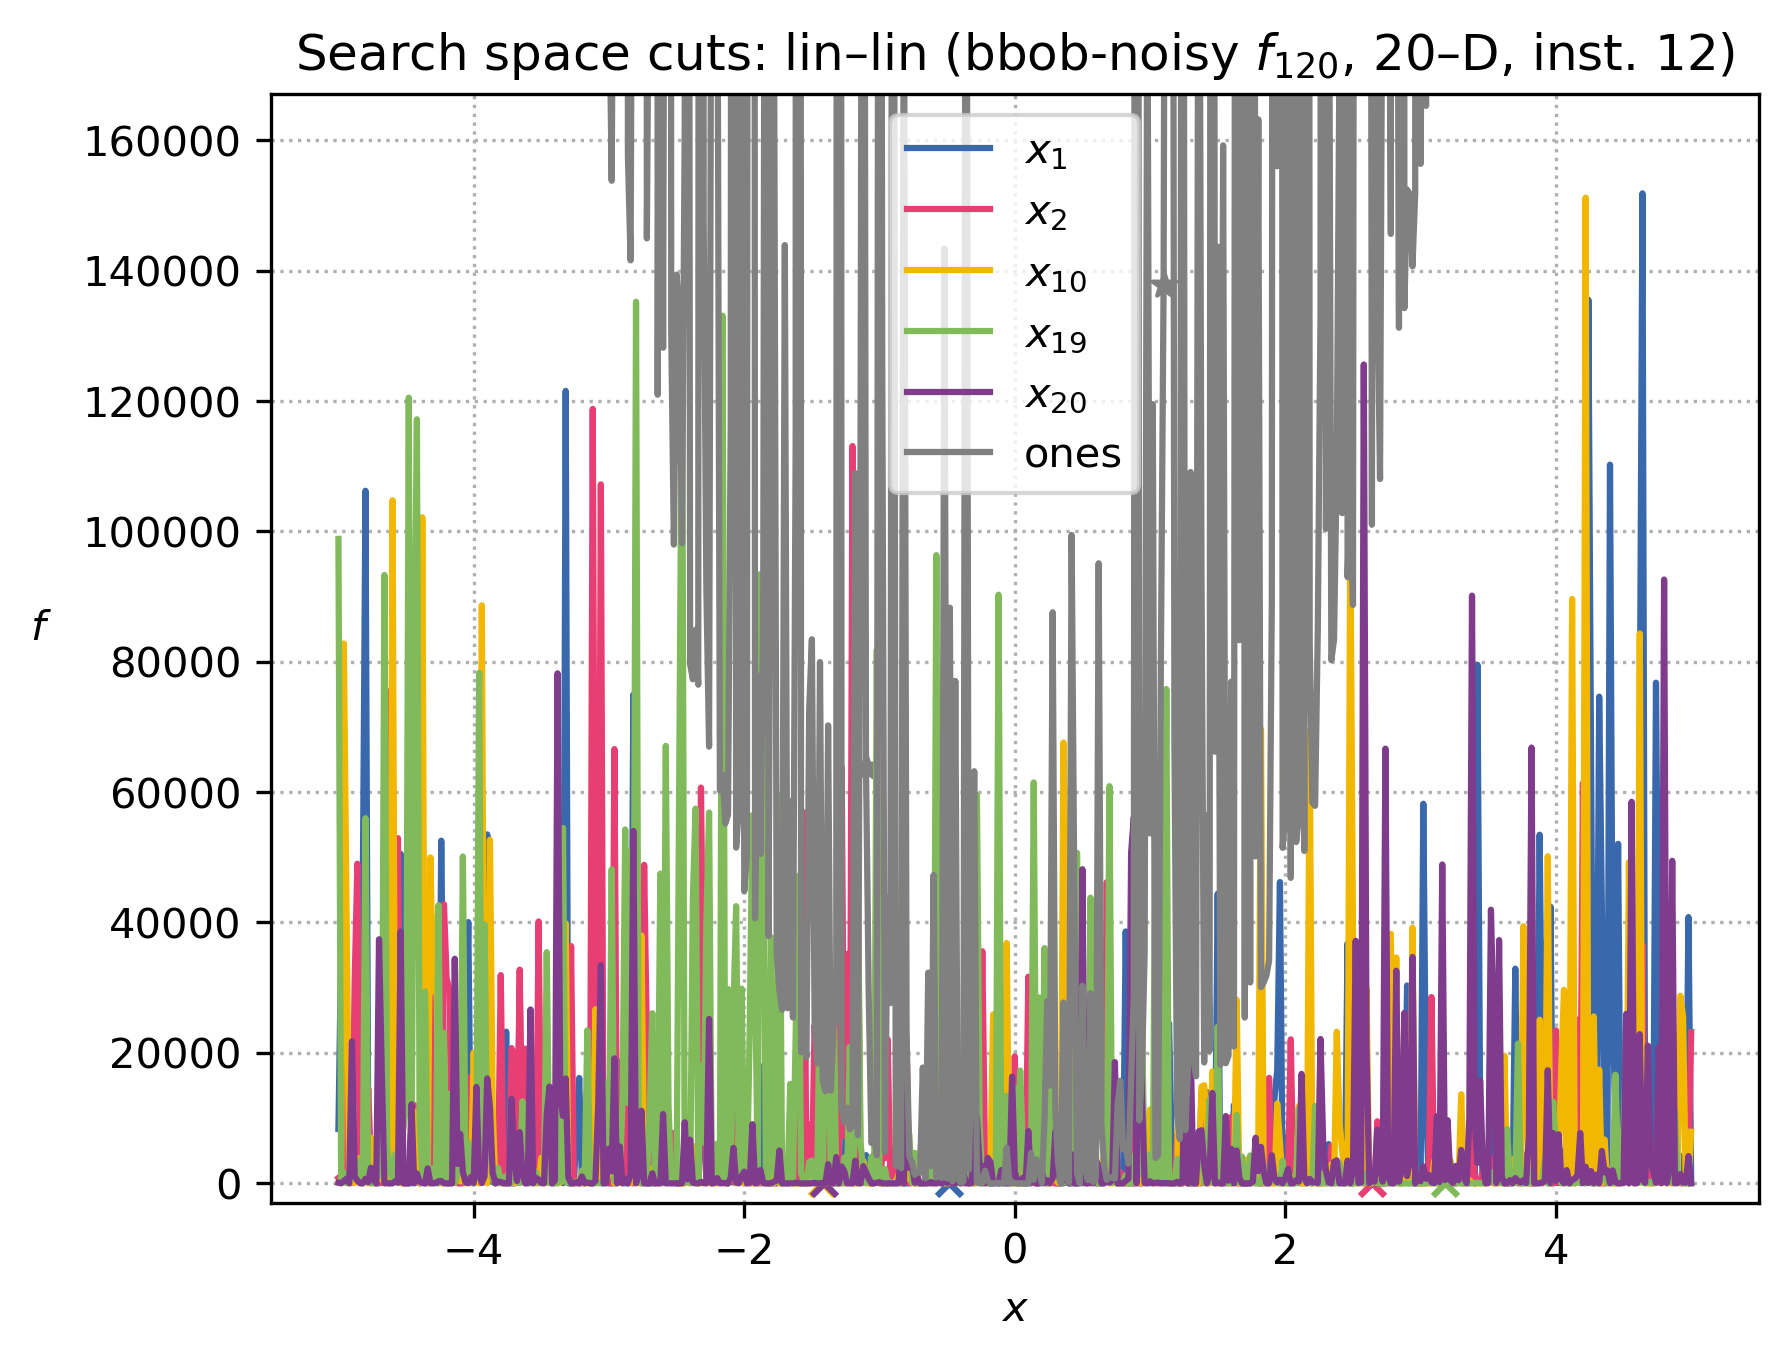 Search space cuts: lin–lin (bbob-noisy f₁₂₀, 20–D, inst. 12)
160000
140000
120000
100000
80000
60000
40000
20000
0
f
x₁
x₂
x₁₀
x₁₉
x₂₀
ones
−4 −2 0 2 4
x